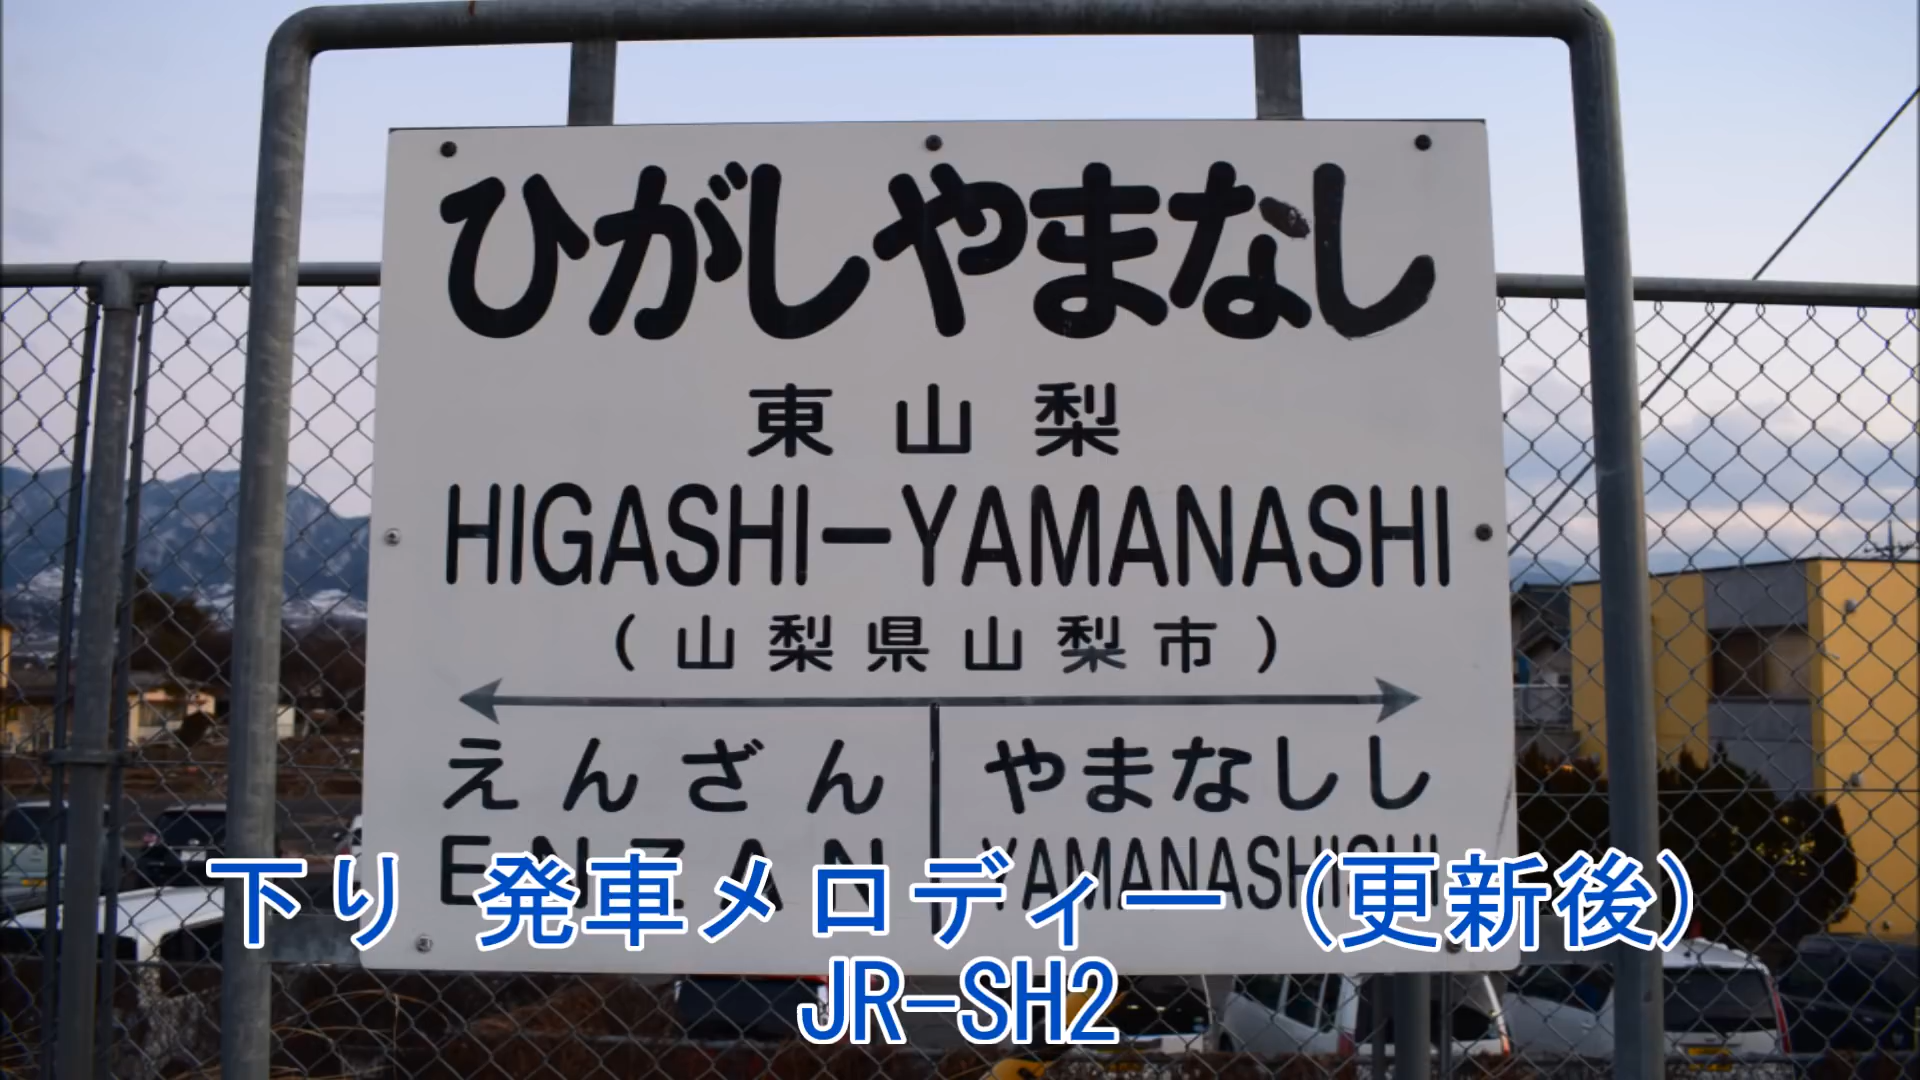 ひがしやまなし
東山梨
HIGASHI-YAMANASHI
(山梨県山梨市)
えんざん やまなしし
ENZAN YAMANASHISHI
下り 発車メロディー (更新後)
JR-SH2